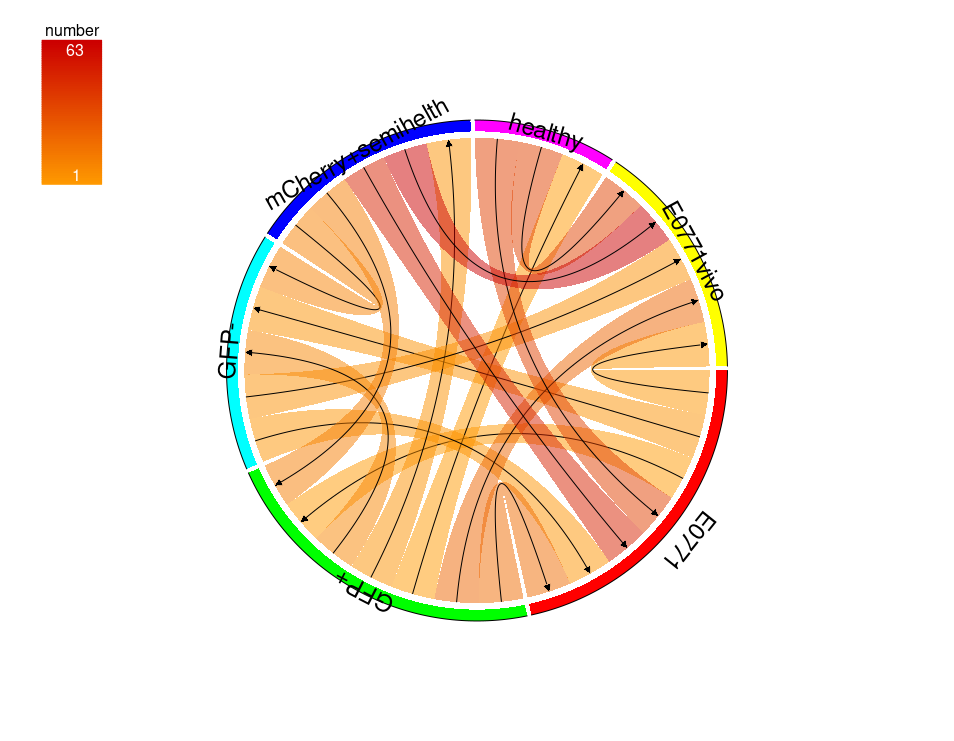 number
63
1
mCherry+semihelth
healthy
E0771vivo
GFP-
E0771
GFP+